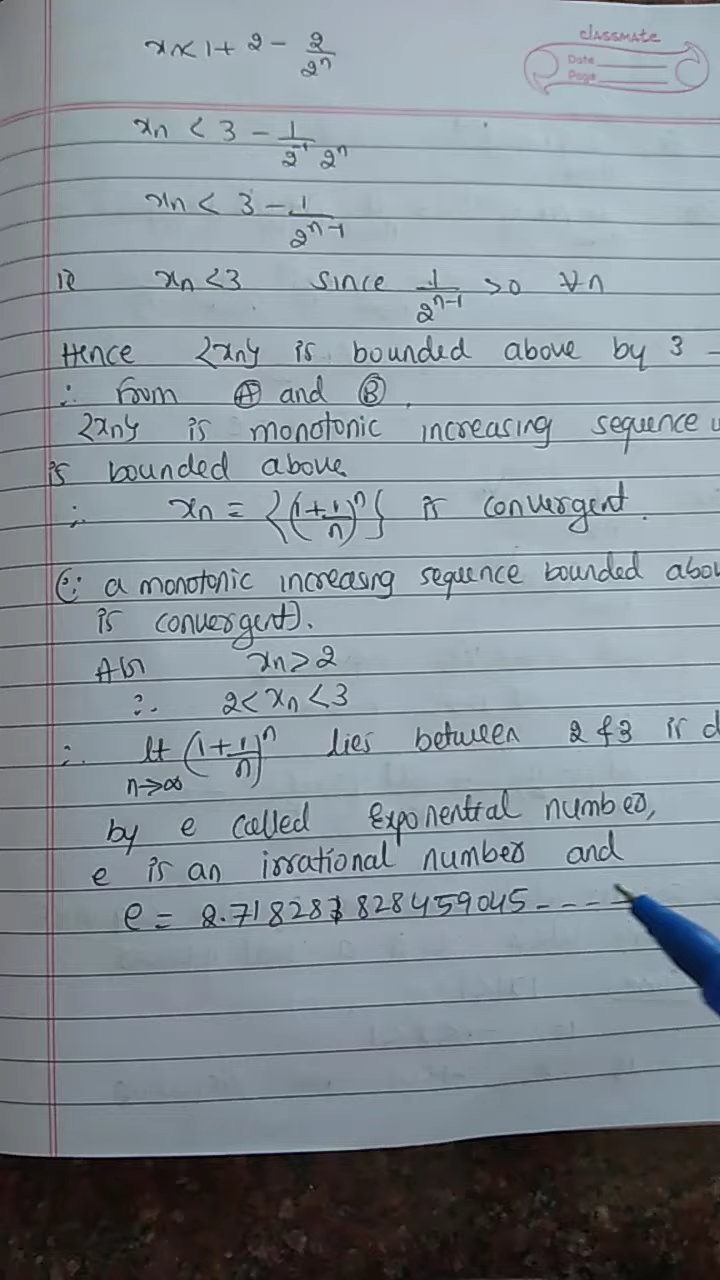 xn < 1 + 2 - 2/2^n
classmate
Date
Page
xn < 3 - 1/(2^-1 2^n)
xn < 3 - 1/2^(n-1)
ie xn < 3 since 1/2^(n-1) > 0 ∀n
Hence {xn} is bounded above by 3 -
∴ from Ⓐ and Ⓑ,
{xn} is monotonic increasing sequence
is bounded above
∴ xn = {(1+1/n)^n} is convergent.
(∵ a monotonic increasing sequence bounded abo
is convergent).
Also xn > 2
∴ 2 < xn < 3
∴ lt n→∞ (1+1/n)^n lies between 2 & 3 is d
by e called Exponential number,
e is an irrational number and
e = 2.718281828459045-----